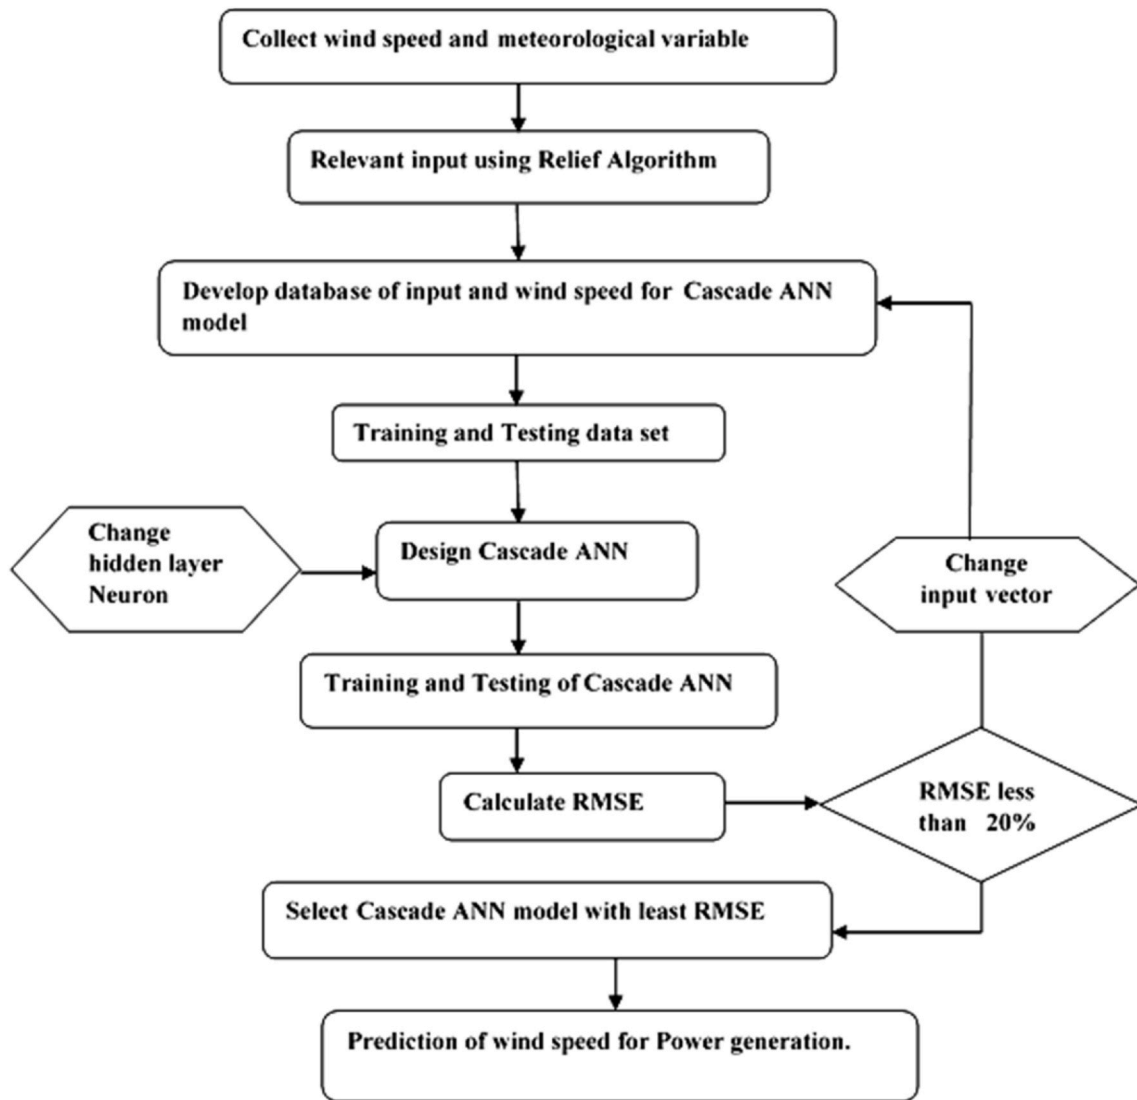 Collect wind speed and meteorological variable
Relevant input using Relief Algorithm
Develop database of input and wind speed for Cascade ANN
model
Training and Testing data set
Change
hidden layer
Neuron
Design Cascade ANN
Change
input vector
Training and Testing of Cascade ANN
Calculate RMSE
RMSE less
than 20%
Select Cascade ANN model with least RMSE
Prediction of wind speed for Power generation.